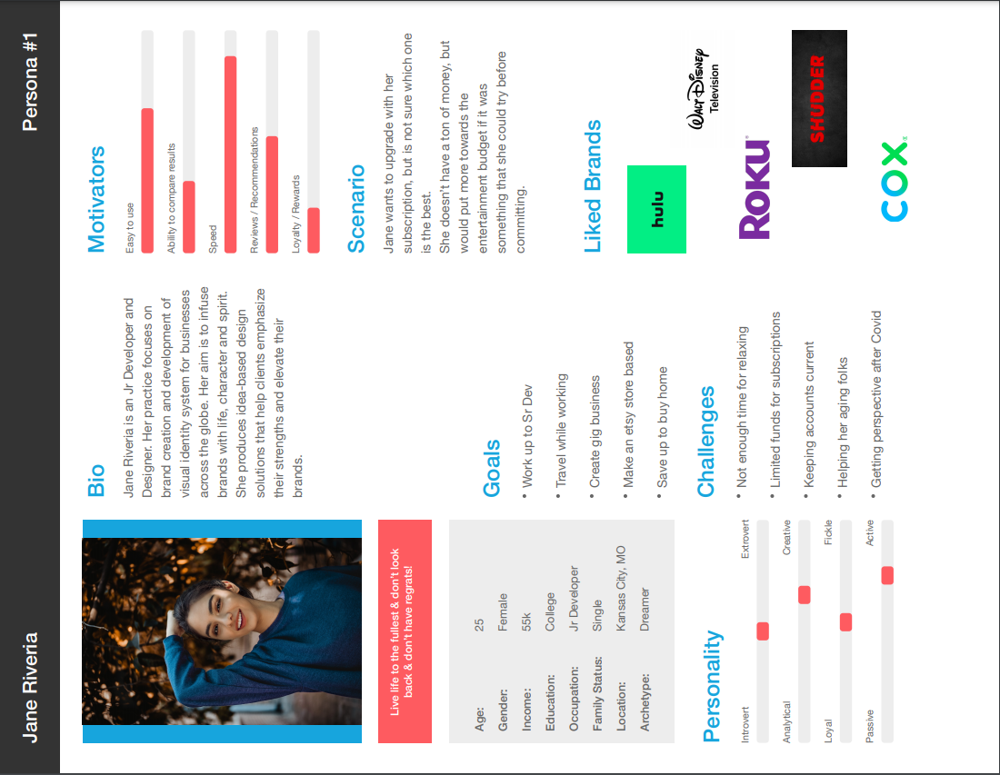 Jane Riveria
Persona #1
Live life to the fullest & don't look
back & don't have regrats!
Age: 25
Gender: Female
Income: 55k
Education: College
Occupation: Jr Developer
Family Status: Single
Location: Kansas City, MO
Archetype: Dreamer
Personality
Introvert Extrovert
Analytical Creative
Loyal Fickle
Passive Active
Bio
Jane Riveria is an Jr Developer and
Designer. Her practice focuses on
brand creation and development of
visual identity system for businesses
across the globe. Her aim is to infuse
brands with life, character and spirit.
She produces idea-based design
solutions that help clients emphasize
their strengths and elevate their
brands.
Goals
• Work up to Sr Dev
• Travel while working
• Create gig business
• Make an etsy store based
• Save up to buy home
Challenges
• Not enough time for relaxing
• Limited funds for subscriptions
• Keeping accounts current
• Helping her aging folks
• Getting perspective after Covid
Motivators
Easy to use
Ability to compare results
Speed
Reviews / Recommendations
Loyalty / Rewards
Scenario
Jane wants to upgrade with her
subscription, but is not sure which one
is the best.
She doesn't have a ton of money, but
would put more towards the
entertainment budget if it was
something that she could try before
committing.
Liked Brands
hulu
WALT DISNEY
Television
ROKU
SHUDDER
COX